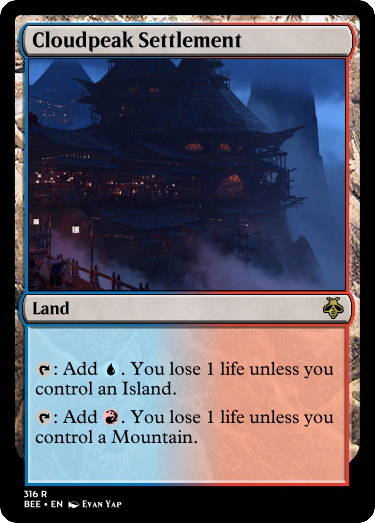 Cloudpeak Settlement
Land
: Add . You lose 1 life unless you
control an Island.
: Add . You lose 1 life unless you
control a Mountain.
316 R
BEE • EN Evan Yap